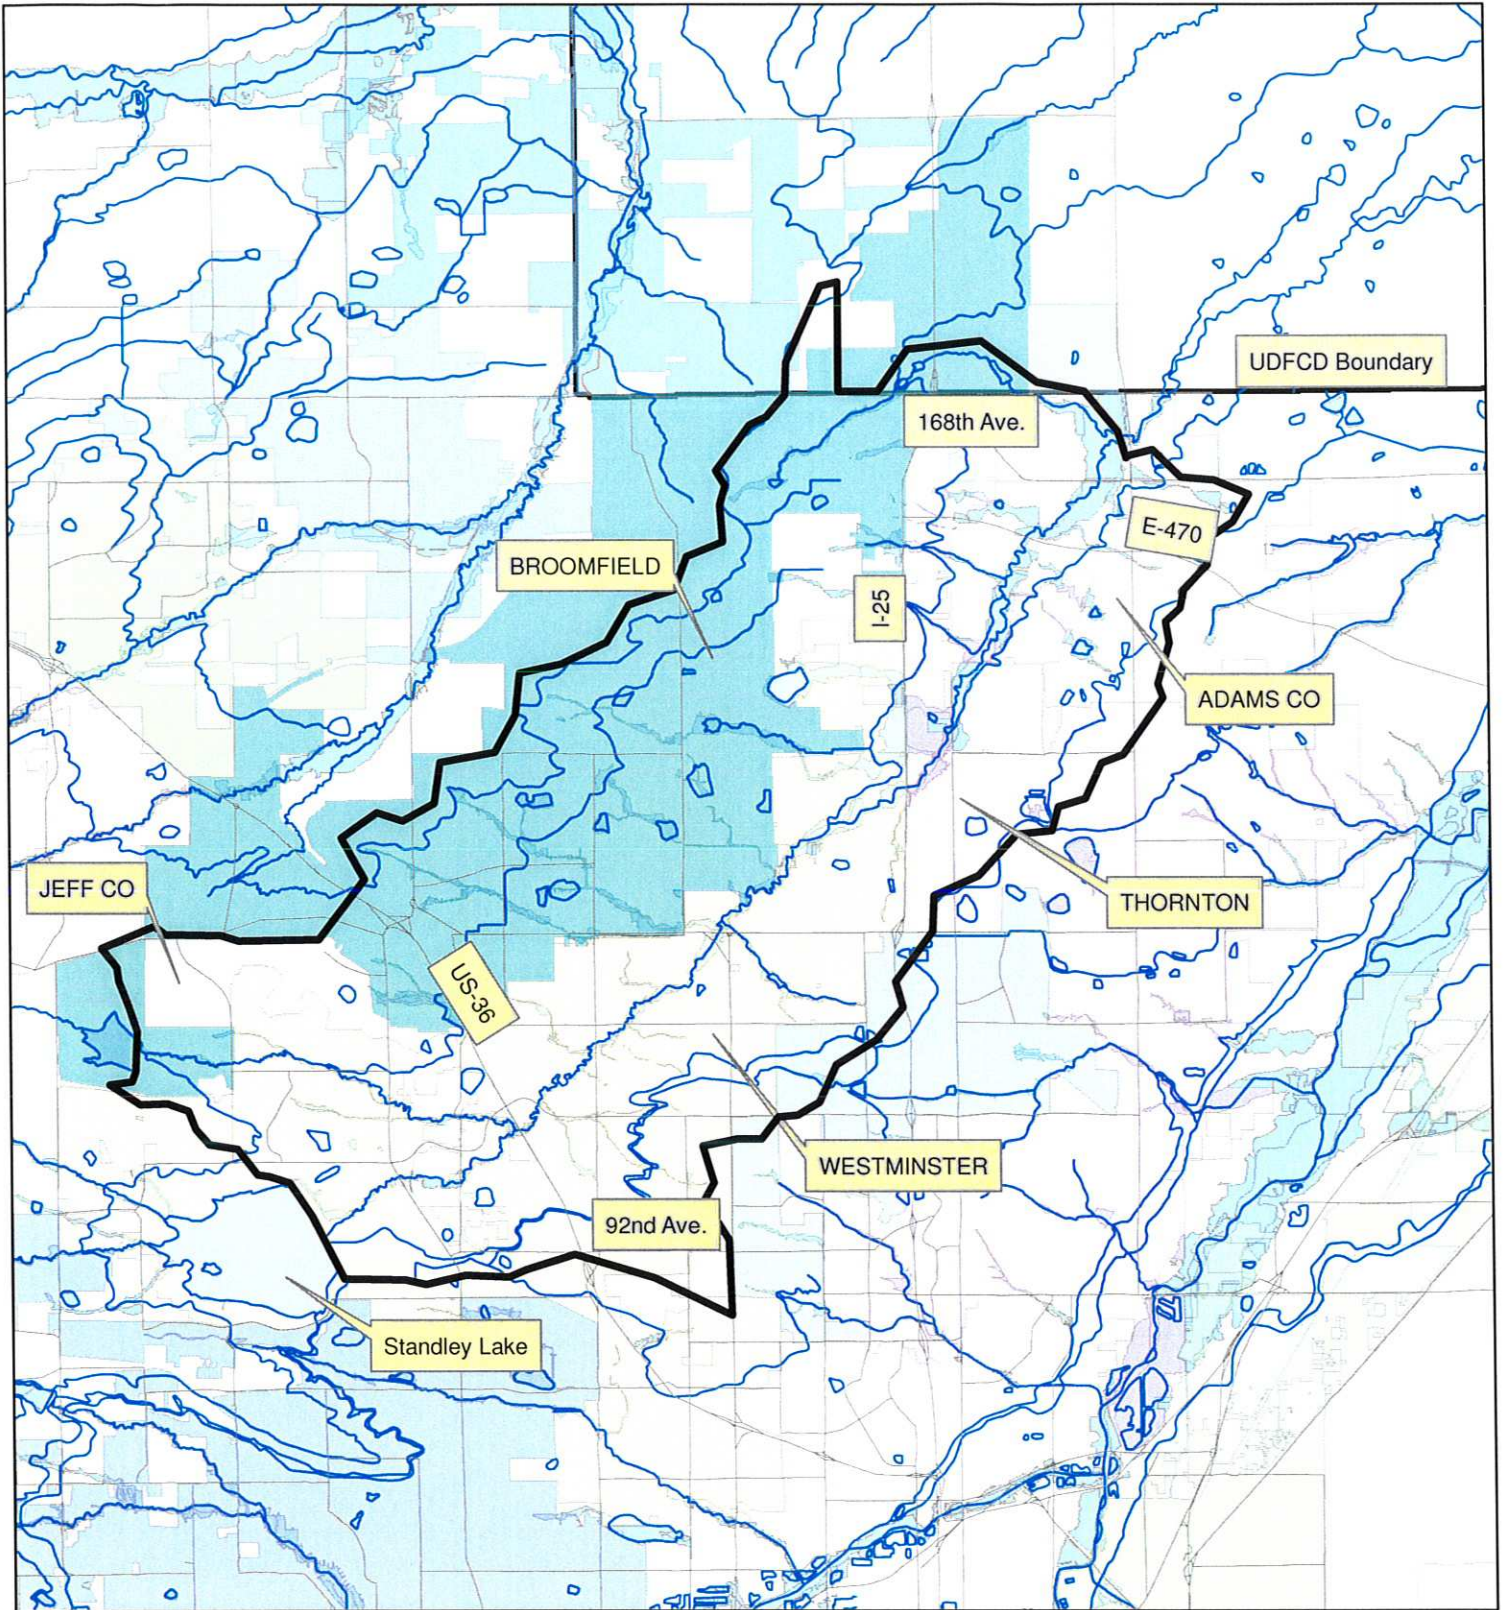 UDFCD Boundary
168th Ave.
E-470
BROOMFIELD
I-25
ADAMS CO
JEFF CO
THORNTON
US-36
WESTMINSTER
92nd Ave.
Standley Lake